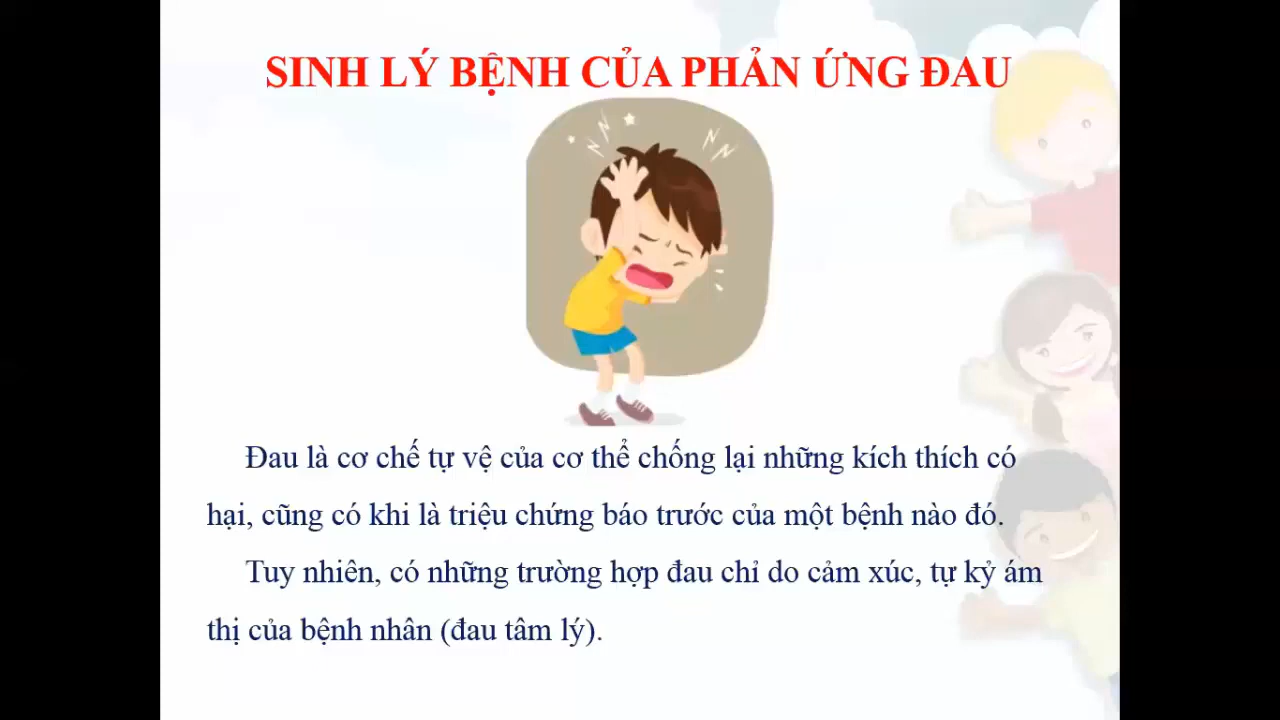 SINH LÝ BỆNH CỦA PHẢN ỨNG ĐAU
Đau là cơ chế tự vệ của cơ thể chống lại những kích thích có
hại, cũng có khi là triệu chứng báo trước của một bệnh nào đó.
Tuy nhiên, có những trường hợp đau chỉ do cảm xúc, tự kỷ ám
thị của bệnh nhân (đau tâm lý).